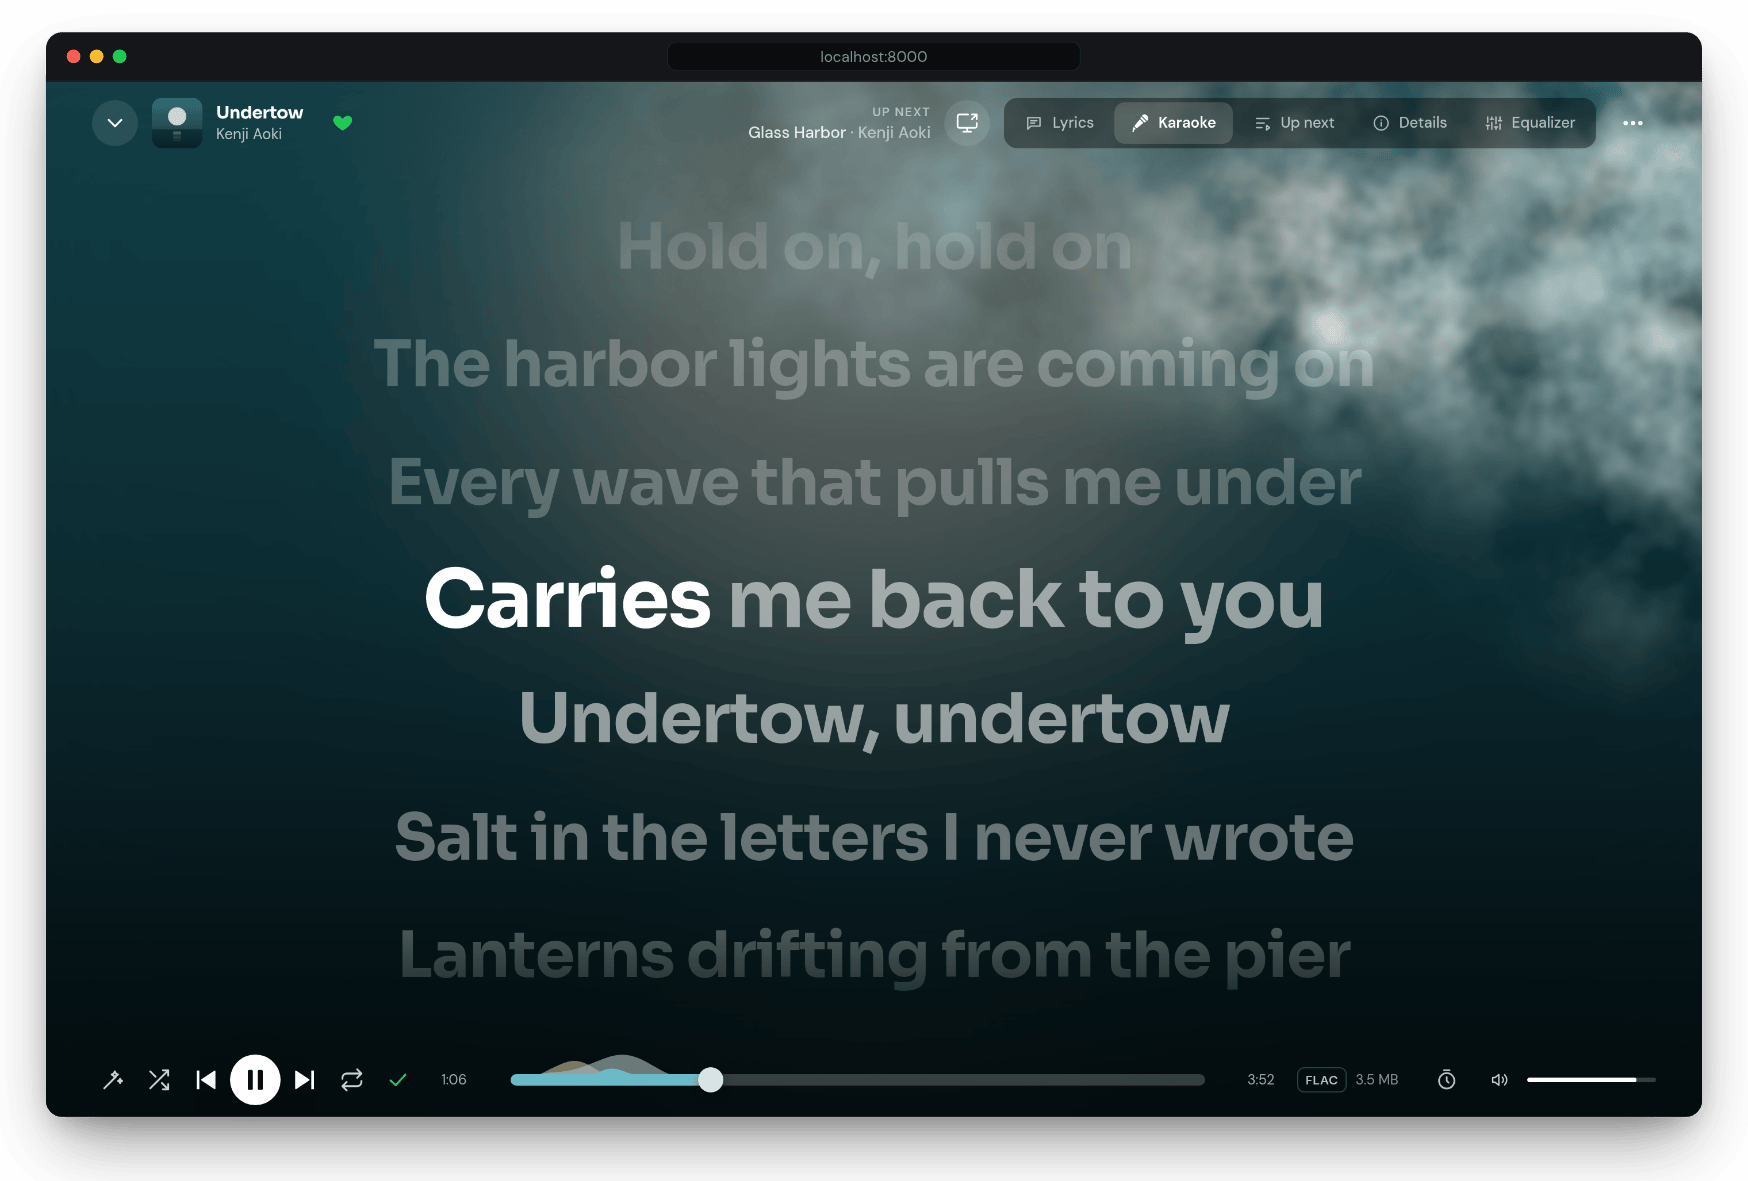 localhost:8000
Undertow
Kenji Aoki
UP NEXT
Glass Harbor · Kenji Aoki
Lyrics
Karaoke
Up next
Details
Equalizer
Hold on, hold on
The harbor lights are coming on
Every wave that pulls me under
Carries me back to you
Undertow, undertow
Salt in the letters I never wrote
Lanterns drifting from the pier
1:06
3:52
FLAC
3.5 MB